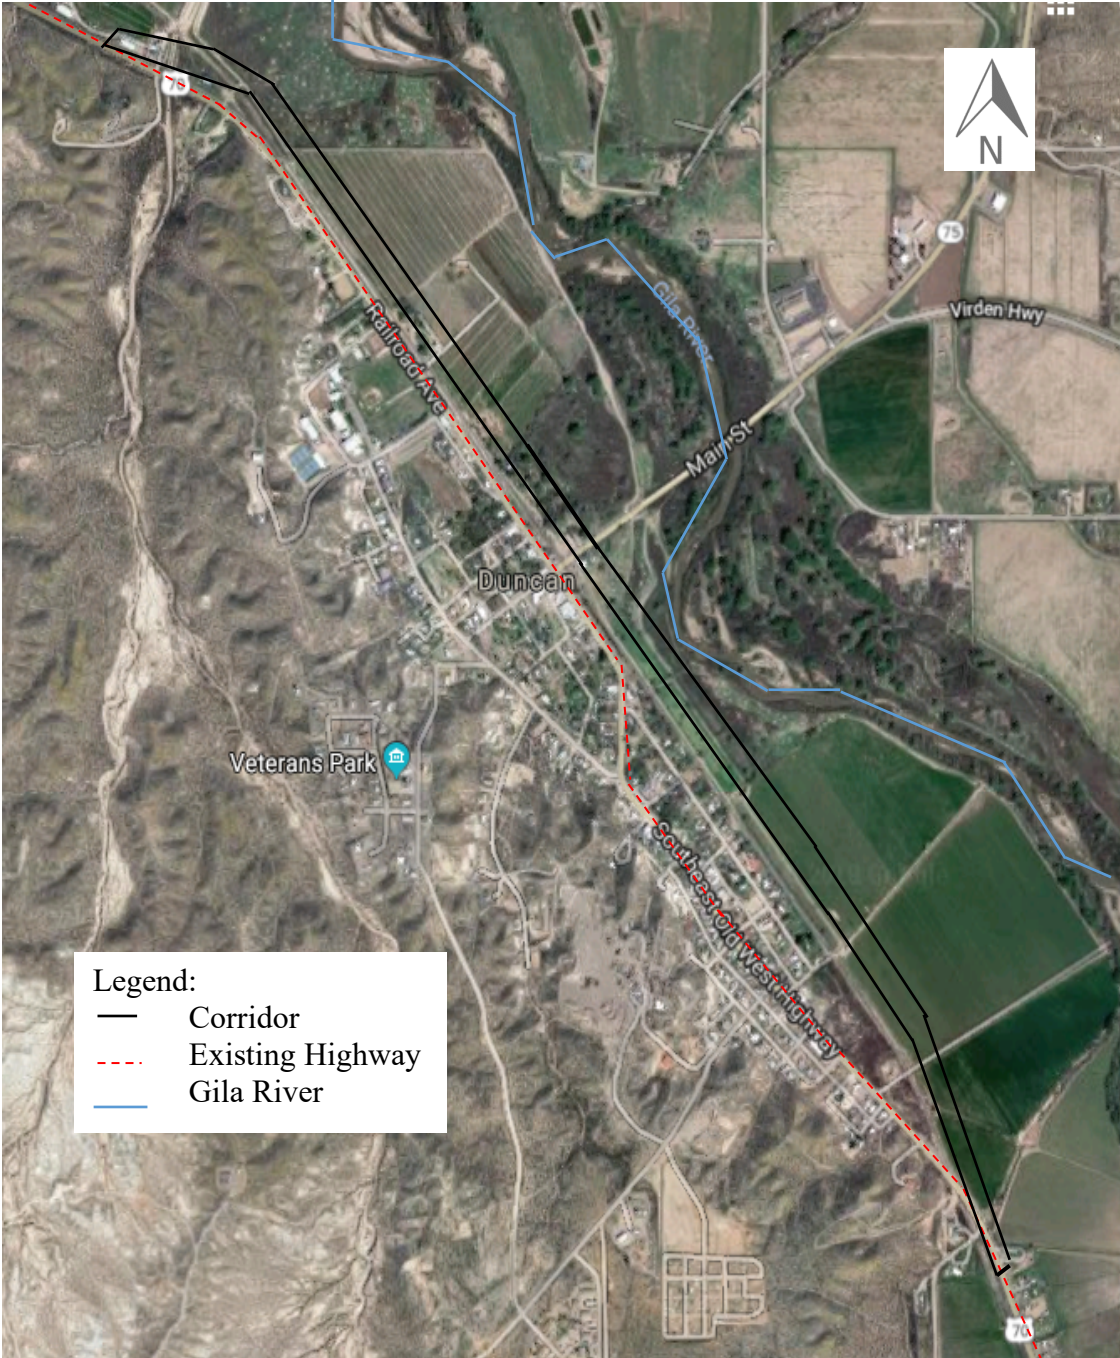 N
70
75
Virden Hwy
Gila River
Railroad Ave
Main St
Duncan
Veterans Park
Southeast Old West Highway
Legend:
Corridor
Existing Highway
Gila River
70